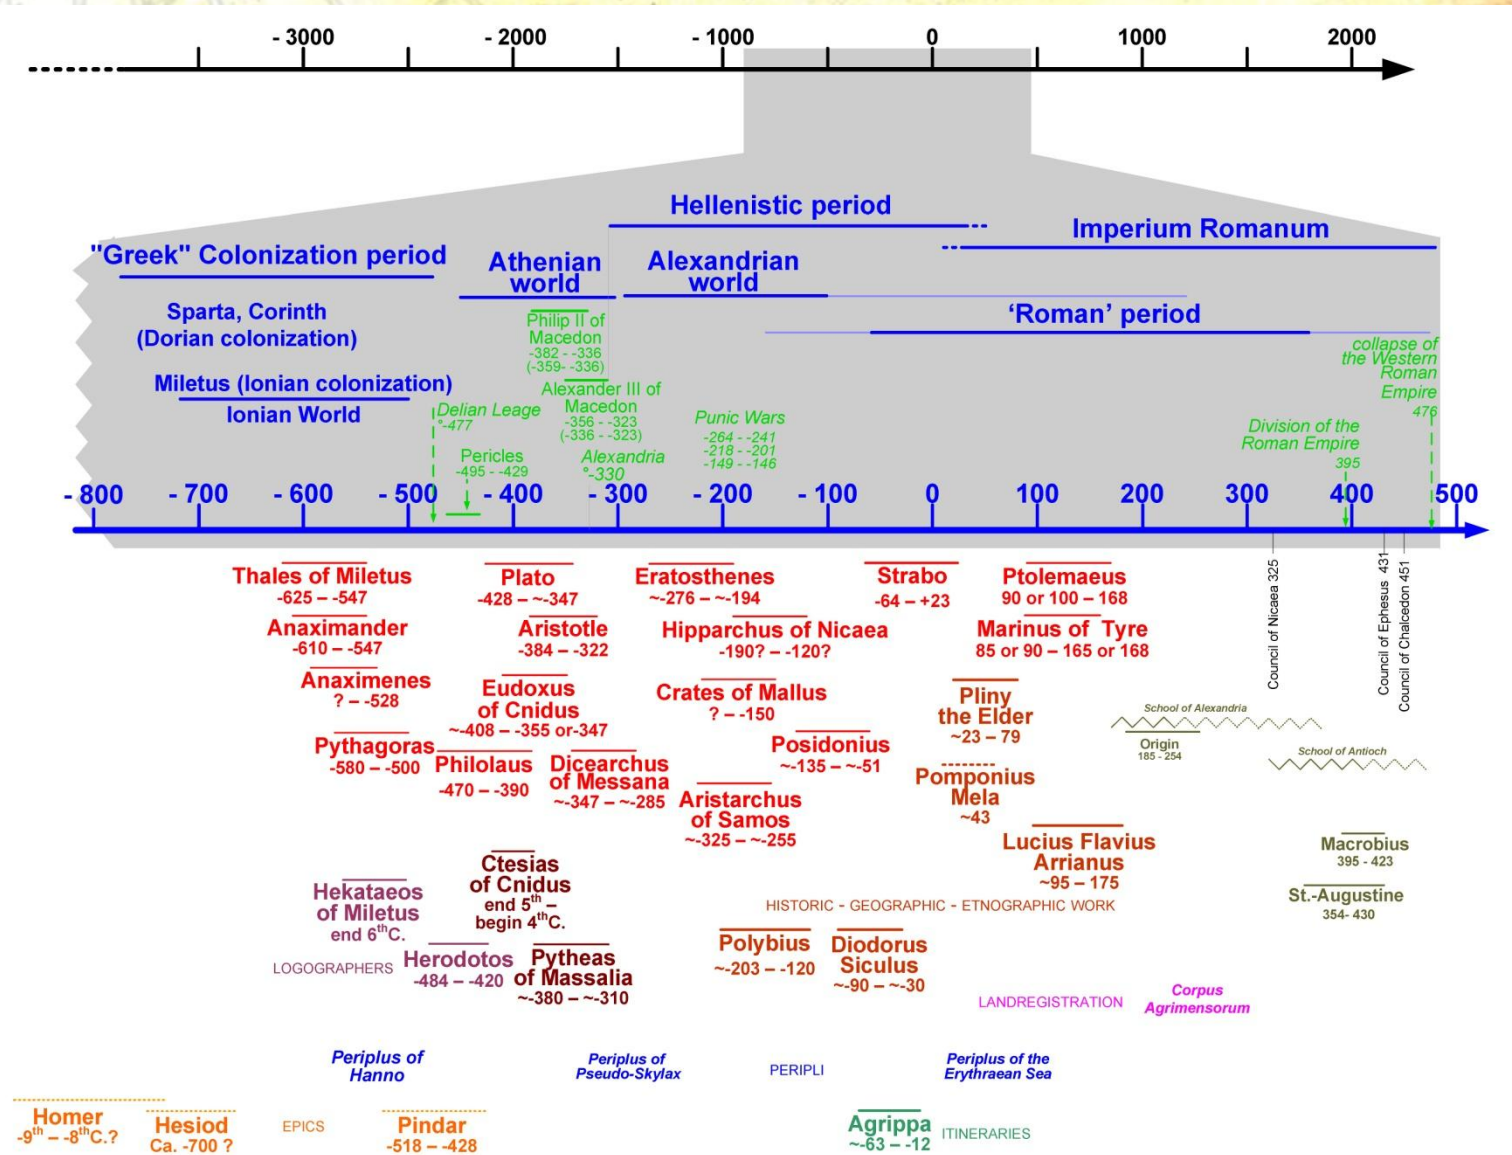 - 3000 - 2000 - 1000 0 1000 2000
Hellenistic period
Imperium Romanum
"Greek" Colonization period
Athenian
world
Alexandrian
world
Sparta, Corinth
(Dorian colonization)
‘Roman’ period
Philip II of
Macedon
-382 - -336
(-359- -336)
collapse of
the Western
Roman
Empire
476
Miletus (Ionian colonization)
Ionian World
Alexander III of
Macedon
-356 - -323
(-336 - -323)
Delian Leage
°-477
Punic Wars
-264 - -241
-218 - -201
-149 - -146
Division of the
Roman Empire
395
Pericles
-495 - -429
Alexandria
°-330
- 800 - 700 - 600 - 500 - 400 - 300 - 200 - 100 0 100 200 300 400 500
Thales of Miletus
-625 – -547
Plato
-428 – ~-347
Eratosthenes
~-276 – ~-194
Strabo
-64 – +23
Ptolemaeus
90 or 100 – 168
Council of Nicaea 325
Council of Ephesus 431
Council of Chalcedon 451
Anaximander
-610 – -547
Aristotle
-384 – -322
Hipparchus of Nicaea
-190? – -120?
Marinus of Tyre
85 or 90 – 165 or 168
Anaximenes
? – -528
Eudoxus
of Cnidus
~-408 – -355 or-347
Crates of Mallus
? – -150
Pliny
the Elder
~23 – 79
School of Alexandria
Origin
185 - 254
School of Antioch
Pythagoras
-580 – -500
Philolaus
-470 – -390
Dicearchus
of Messana
~-347 – ~-285
Posidonius
~-135 – ~-51
Pomponius
Mela
~43
Aristarchus
of Samos
~-325 – ~-255
Lucius Flavius
Arrianus
~95 – 175
Macrobius
395 - 423
Ctesias
of Cnidus
end 5th –
begin 4thC.
Hekataeos
of Miletus
end 6thC.
St.-Augustine
354- 430
HISTORIC - GEOGRAPHIC - ETNOGRAPHIC WORK
LOGOGRAPHERS
Herodotos
-484 – -420
Pytheas
of Massalia
~-380 – ~-310
Polybius
~-203 – -120
Diodorus
Siculus
~-90 – ~-30
LANDREGISTRATION
Corpus
Agrimensorum
Periplus of
Hanno
Periplus of
Pseudo-Skylax
PERIPLI
Periplus of the
Erythraean Sea
Homer
-9th – -8thC.?
Hesiod
Ca. -700 ?
EPICS
Pindar
-518 – -428
Agrippa
~-63 – -12
ITINERARIES